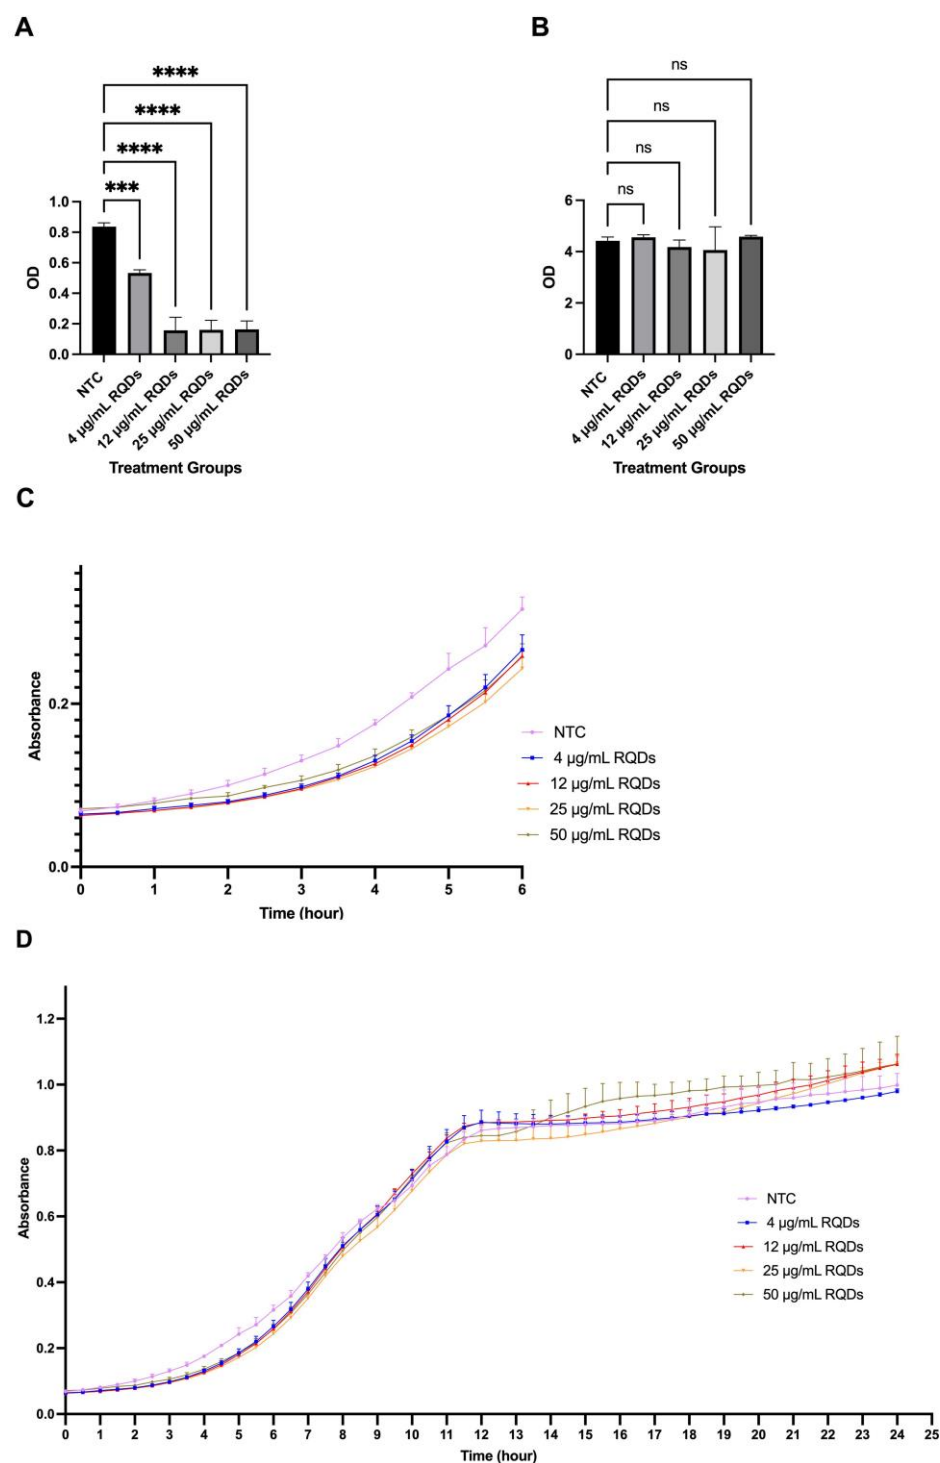 A
B
****
****
****
***
1.0
0.8
0.6
0.4
0.2
0.0
OD
NTC
4 µg/mL RQDs
12 µg/mL RQDs
25 µg/mL RQDs
50 µg/mL RQDs
Treatment Groups
ns
ns
ns
ns
6
4
2
0
OD
NTC
4 µg/mL RQDs
12 µg/mL RQDs
25 µg/mL RQDs
50 µg/mL RQDs
Treatment Groups
C
Absorbance
0.2
0.0
0 1 2 3 4 5 6
Time (hour)
NTC
4 µg/mL RQDs
12 µg/mL RQDs
25 µg/mL RQDs
50 µg/mL RQDs
D
Absorbance
1.2
1.0
0.8
0.6
0.4
0.2
0.0
0 1 2 3 4 5 6 7 8 9 10 11 12 13 14 15 16 17 18 19 20 21 22 23 24 25
Time (hour)
NTC
4 µg/mL RQDs
12 µg/mL RQDs
25 µg/mL RQDs
50 µg/mL RQDs